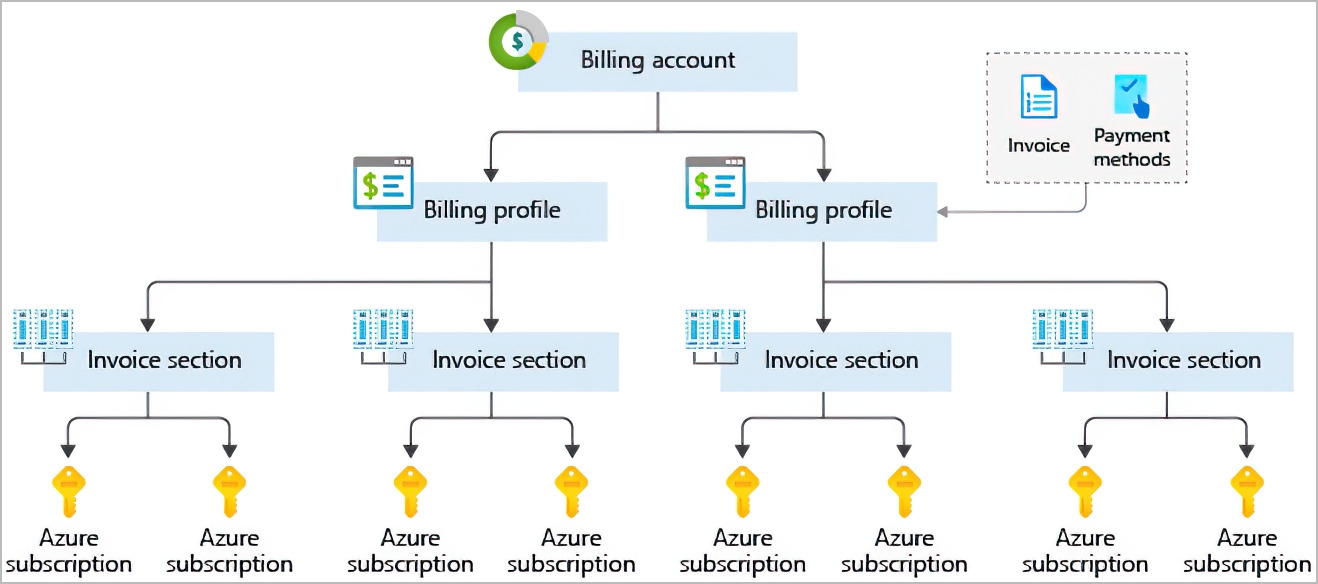 Billing account
Invoice
Payment
methods
Billing profile
Billing profile
Invoice section
Invoice section
Invoice section
Invoice section
Azure
subscription
Azure
subscription
Azure
subscription
Azure
subscription
Azure
subscription
Azure
subscription
Azure
subscription
Azure
subscription